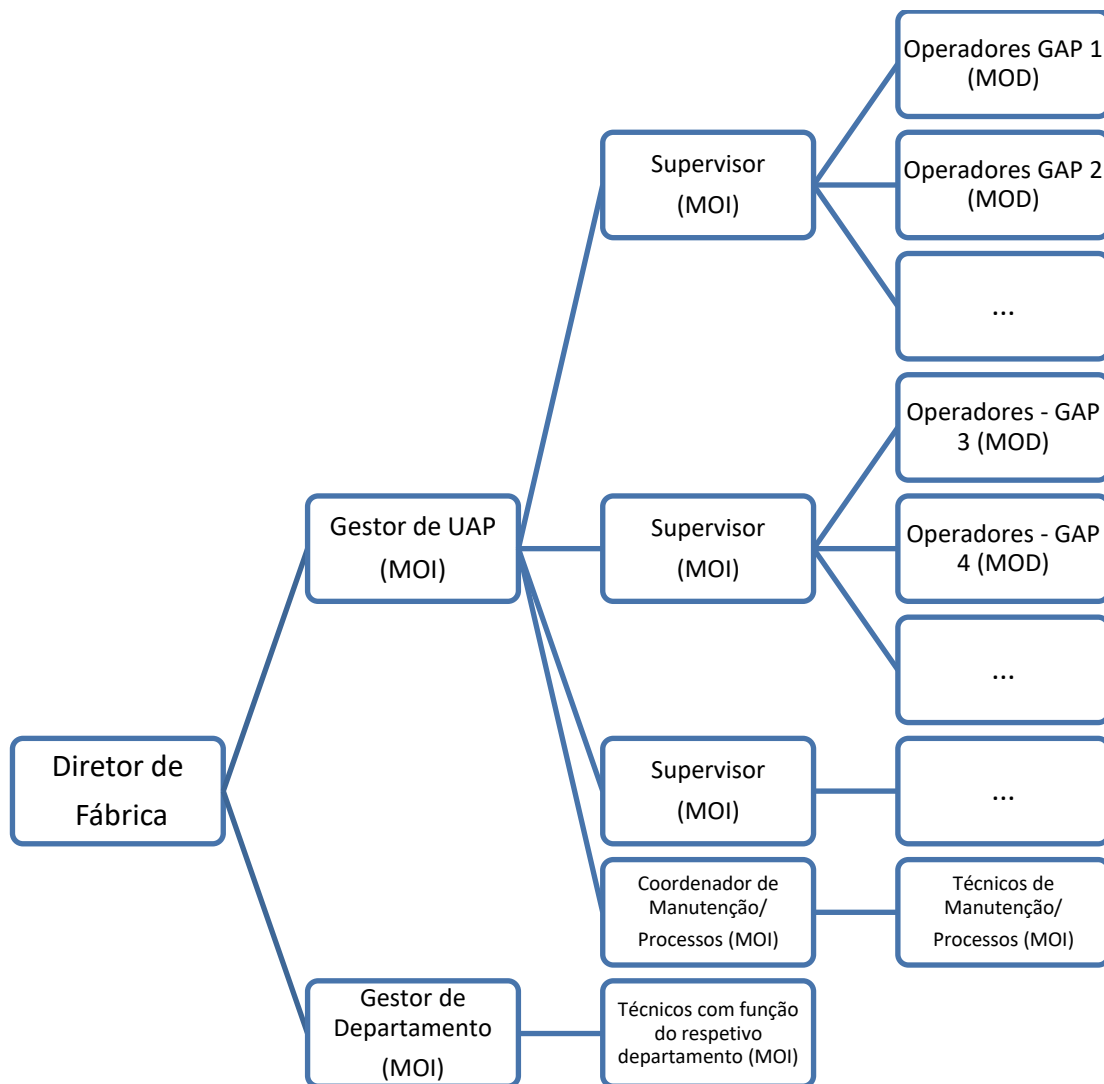 Operadores GAP 1
(MOD)
Supervisor
(MOI)
Operadores GAP 2
(MOD)
...
Operadores - GAP
3 (MOD)
Gestor de UAP
(MOI)
Supervisor
(MOI)
Operadores - GAP
4 (MOD)
...
Diretor de
Fábrica
Supervisor
(MOI)
...
Coordenador de
Manutenção/
Processos (MOI)
Técnicos de
Manutenção/
Processos (MOI)
Gestor de
Departamento
(MOI)
Técnicos com função
do respetivo
departamento (MOI)